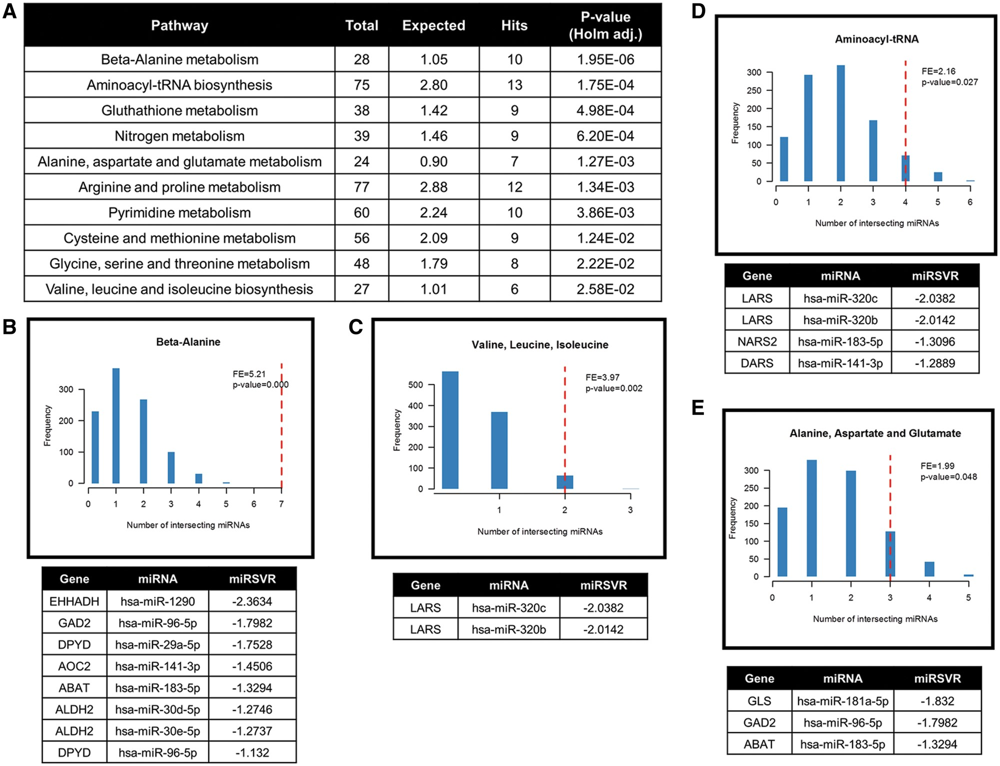 A
Pathway Total Expected Hits P-value (Holm adj.)
Beta-Alanine metabolism 28 1.05 10 1.95E-06
Aminoacyl-tRNA biosynthesis 75 2.80 13 1.75E-04
Gluthathione metabolism 38 1.42 9 4.98E-04
Nitrogen metabolism 39 1.46 9 6.20E-04
Alanine, aspartate and glutamate metabolism 24 0.90 7 1.27E-03
Arginine and proline metabolism 77 2.88 12 1.34E-03
Pyrimidine metabolism 60 2.24 10 3.86E-03
Cysteine and methionine metabolism 56 2.09 9 1.24E-02
Glycine, serine and threonine metabolism 48 1.79 8 2.22E-02
Valine, leucine and isoleucine biosynthesis 27 1.01 6 2.58E-02
B
Beta-Alanine
FE=5.21
p-value=0.000
Frequency
300
200
100
0
0 1 2 3 4 5 6 7
Number of intersecting miRNAs
Gene miRNA miRSVR
EHHADH hsa-miR-1290 -2.3634
GAD2 hsa-miR-96-5p -1.7982
DPYD hsa-miR-29a-5p -1.7528
AOC2 hsa-miR-141-3p -1.4506
ABAT hsa-miR-183-5p -1.3294
ALDH2 hsa-miR-30d-5p -1.2746
ALDH2 hsa-miR-30e-5p -1.2737
DPYD hsa-miR-96-5p -1.132
C
Valine, Leucine, Isoleucine
FE=3.97
p-value=0.002
Frequency
500
400
300
200
100
0
1 2 3
Number of intersecting miRNAs
Gene miRNA miRSVR
LARS hsa-miR-320c -2.0382
LARS hsa-miR-320b -2.0142
D
Aminoacyl-tRNA
FE=2.16
p-value=0.027
Frequency
300
250
200
150
100
50
0
0 1 2 3 4 5 6
Number of intersecting miRNAs
Gene miRNA miRSVR
LARS hsa-miR-320c -2.0382
LARS hsa-miR-320b -2.0142
NARS2 hsa-miR-183-5p -1.3096
DARS hsa-miR-141-3p -1.2889
E
Alanine, Aspartate and Glutamate
FE=1.99
p-value=0.048
Frequency
300
250
200
150
100
50
0
0 1 2 3 4 5
Number of intersecting miRNAs
Gene miRNA miRSVR
GLS hsa-miR-181a-5p -1.832
GAD2 hsa-miR-96-5p -1.7982
ABAT hsa-miR-183-5p -1.3294